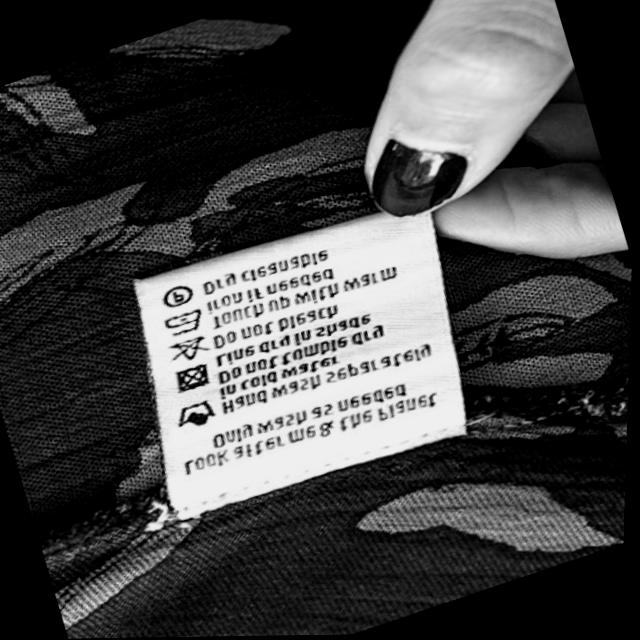 Look after me & the planet
Only wash as needed
Hand wash separately
in cold water
Do not tumble dry
Line dry in shade
Do not bleach
Touch up with warm
iron if needed
Dry cleanable